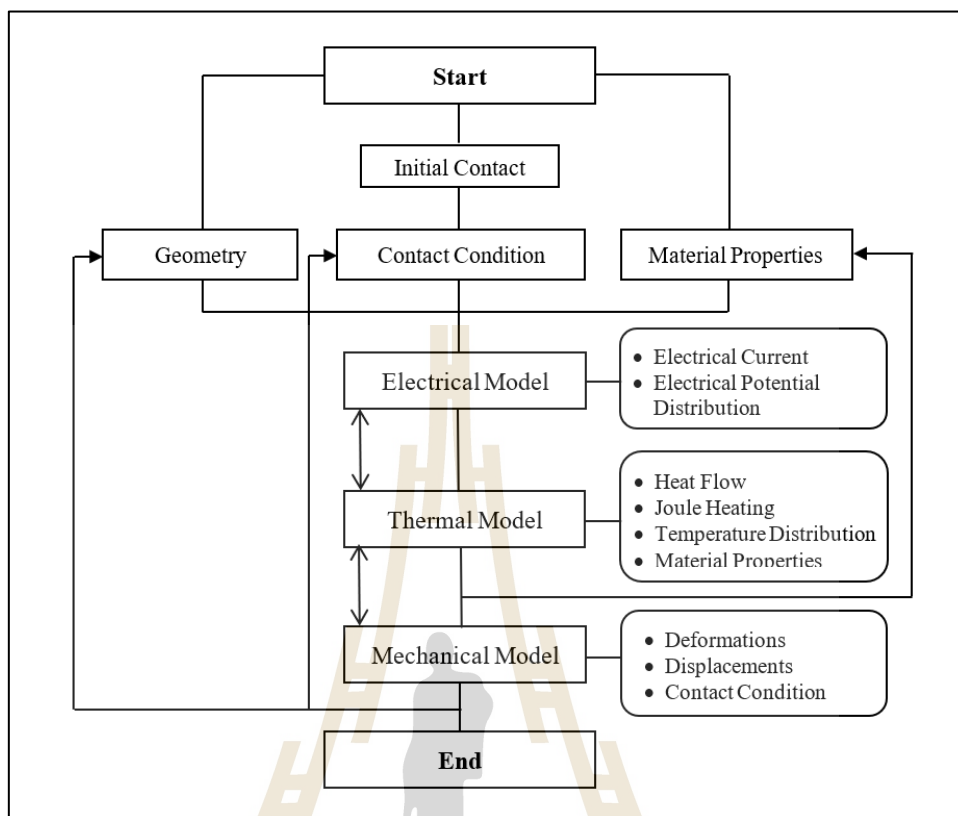 Start
Initial Contact
Geometry
Contact Condition
Material Properties
Electrical Model
• Electrical Current
• Electrical Potential
Distribution
Thermal Model
• Heat Flow
• Joule Heating
• Temperature Distribution
• Material Properties
Mechanical Model
• Deformations
• Displacements
• Contact Condition
End